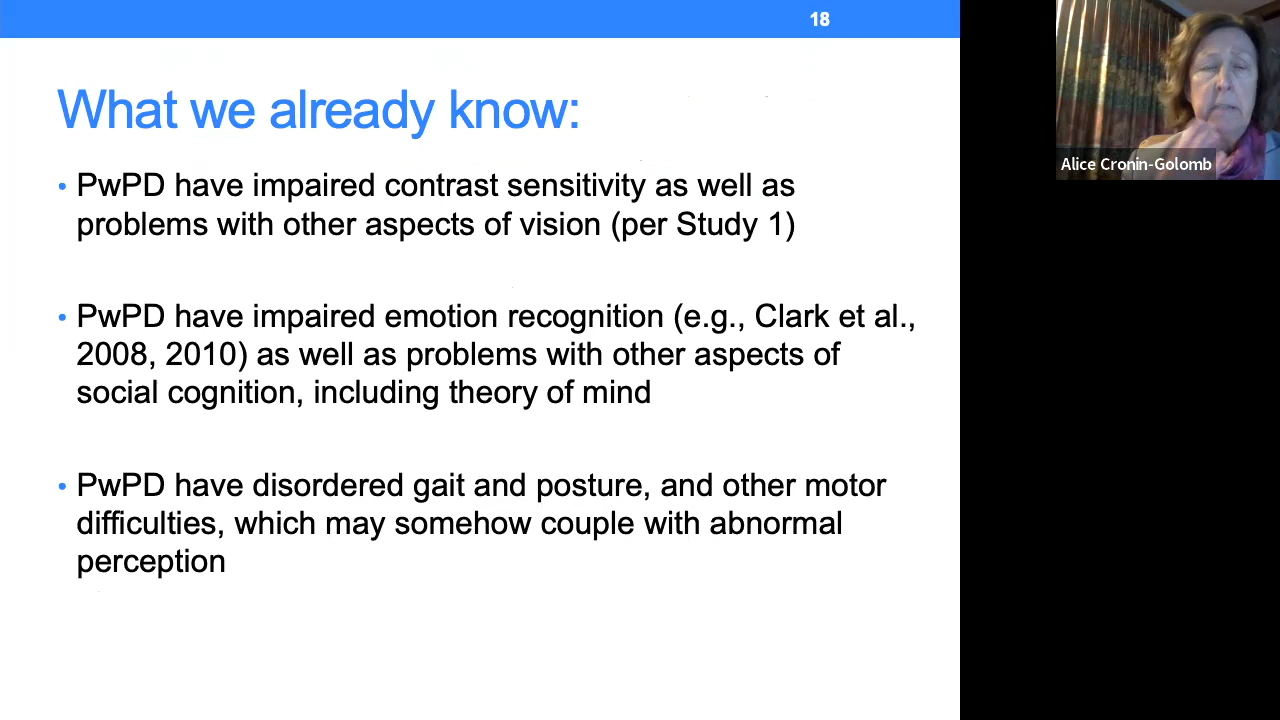 18
What we already know:
• PwPD have impaired contrast sensitivity as well as
problems with other aspects of vision (per Study 1)
• PwPD have impaired emotion recognition (e.g., Clark et al.,
2008, 2010) as well as problems with other aspects of
social cognition, including theory of mind
• PwPD have disordered gait and posture, and other motor
difficulties, which may somehow couple with abnormal
perception
Alice Cronin-Golomb